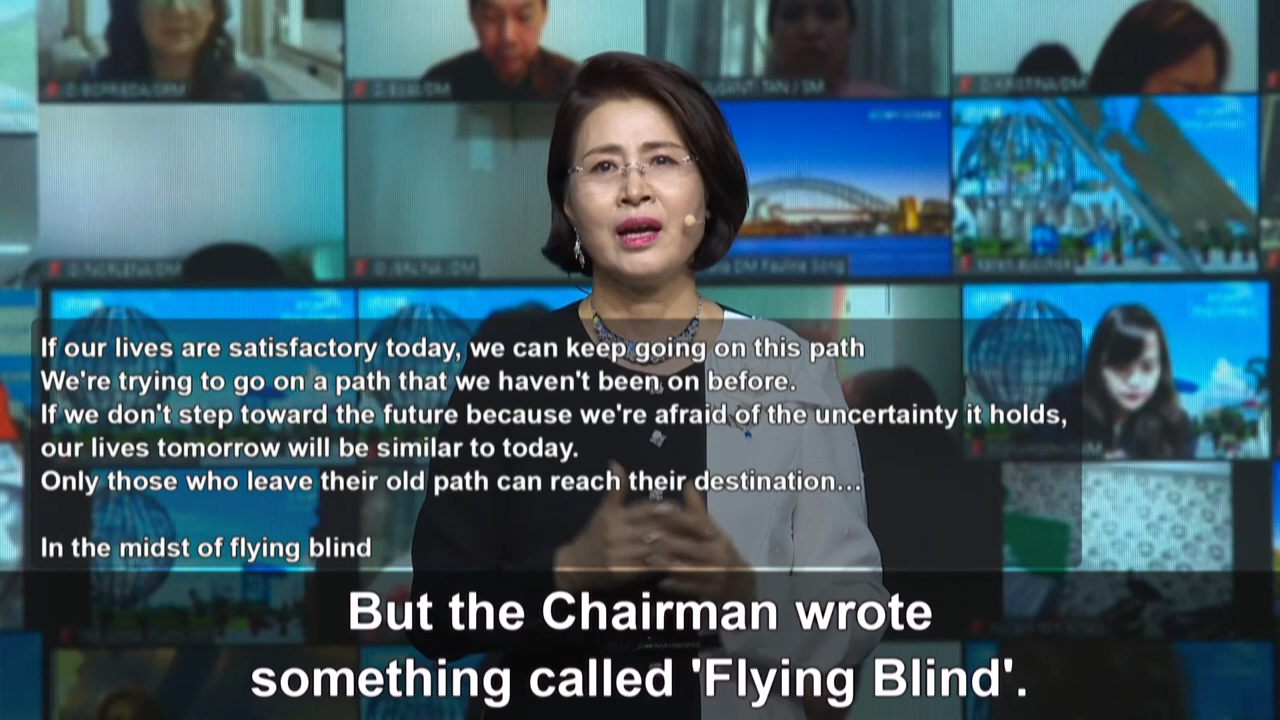 If our lives are satisfactory today, we can keep going on this path
We're trying to go on a path that we haven't been on before.
If we don't step toward the future because we're afraid of the uncertainty it holds,
our lives tomorrow will be similar to today.
Only those who leave their old path can reach their destination...
In the midst of flying blind
But the Chairman wrote
something called 'Flying Blind'.